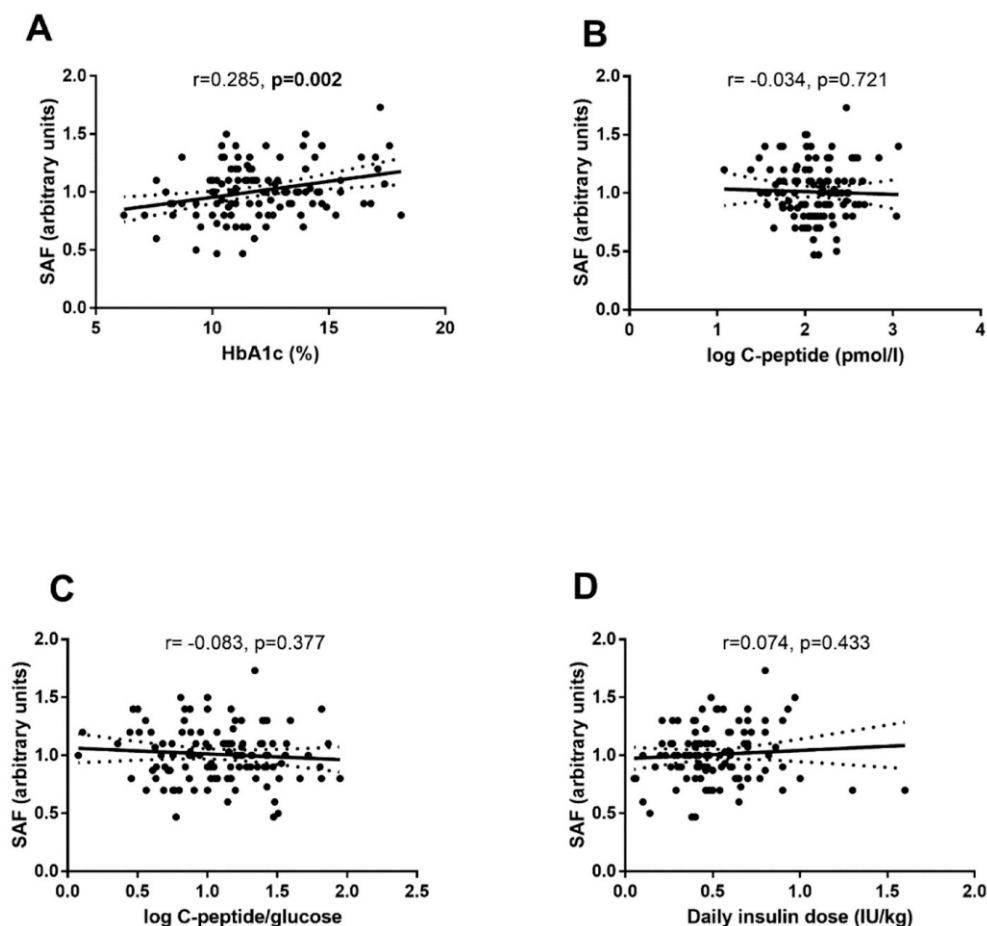 A
r=0.285, p=0.002
SAF (arbitrary units)
2.0
1.5
1.0
0.5
0.0
5
10
15
20
HbA1c (%)
B
r= -0.034, p=0.721
SAF (arbitrary units)
2.0
1.5
1.0
0.5
0.0
0
1
2
3
4
log C-peptide (pmol/l)
C
r= -0.083, p=0.377
SAF (arbitrary units)
2.0
1.5
1.0
0.5
0.0
0.0
0.5
1.0
1.5
2.0
2.5
log C-peptide/glucose
D
r=0.074, p=0.433
SAF (arbitrary units)
2.0
1.5
1.0
0.5
0.0
0.0
0.5
1.0
1.5
2.0
Daily insulin dose (IU/kg)